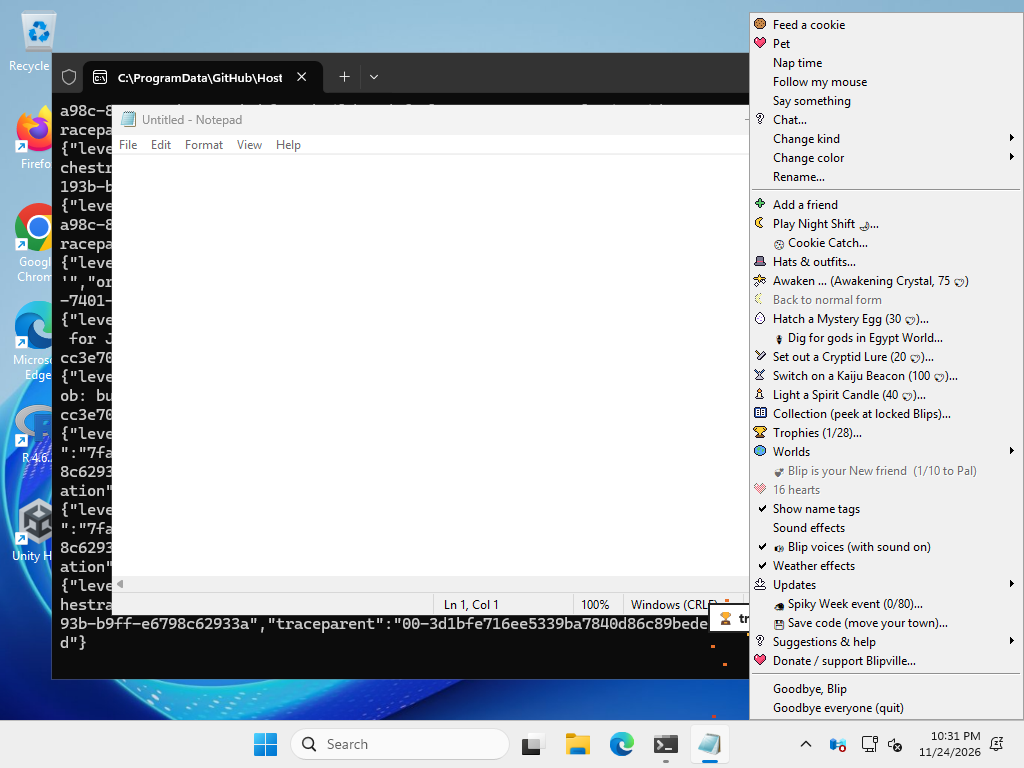 Recycle
Firefo
Google
Chrom
Micros
Edge
R 4.6.
Unity H
C:\ProgramData\GitHub\Host
a98c-8
racepa
{"leve
chestr
193b-b
{"leve
a98c-8
racepa
{"leve
'","or
-7401-
{"leve
for J
cc3e70
{"leve
ob: bu
cc3e70
{"leve
":"7fa
8c6293
ation"
{"leve
":"7fa
8c6293
ation"
{"leve
hestra
93b-b9ff-e6798c62933a","traceparent":"00-3d1bfe716ee5339ba7840d86c89bede
d"}
Untitled - Notepad
File Edit Format View Help
Ln 1, Col 1 100% Windows (CRLF)
tr
Feed a cookie
Pet
Nap time
Follow my mouse
Say something
Chat...
Change kind
Change color
Rename...
Add a friend
Play Night Shift 🌙...
Cookie Catch...
Hats & outfits...
Awaken ... (Awakening Crystal, 75 )
Back to normal form
Hatch a Mystery Egg (30 )...
Dig for gods in Egypt World...
Set out a Cryptid Lure (20 )...
Switch on a Kaiju Beacon (100 )...
Light a Spirit Candle (40 )...
Collection (peek at locked Blips)...
Trophies (1/28)...
Worlds
Blip is your New friend (1/10 to Pal)
16 hearts
Show name tags
Sound effects
Blip voices (with sound on)
Weather effects
Updates
Spiky Week event (0/80)...
Save code (move your town)...
Suggestions & help
Donate / support Blipville...
Goodbye, Blip
Goodbye everyone (quit)
Search
10:31 PM
11/24/2026